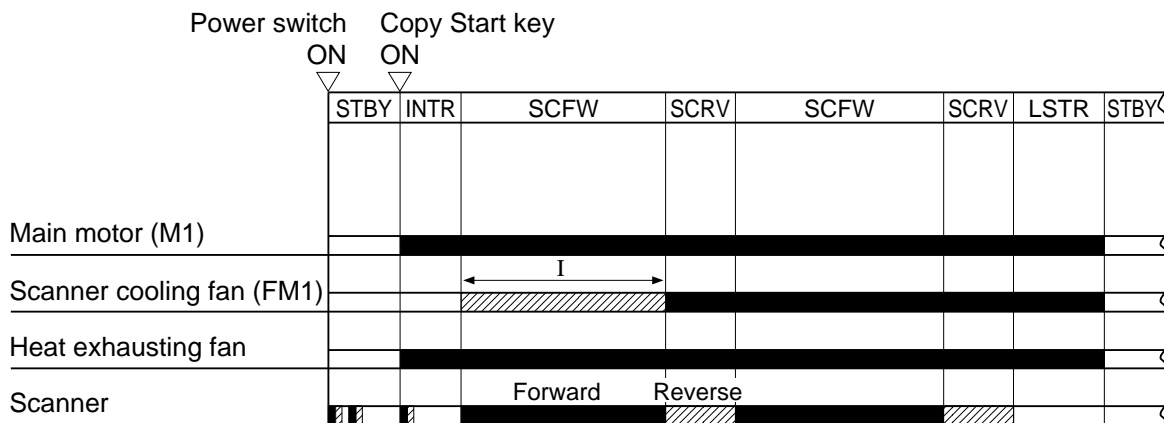 Power switch Copy Start key
ON ON
STBY INTR SCFW SCRV SCFW SCRV LSTR STBY
Main motor (M1)
I
Scanner cooling fan (FM1)
Heat exhausting fan
Forward Reverse
Scanner